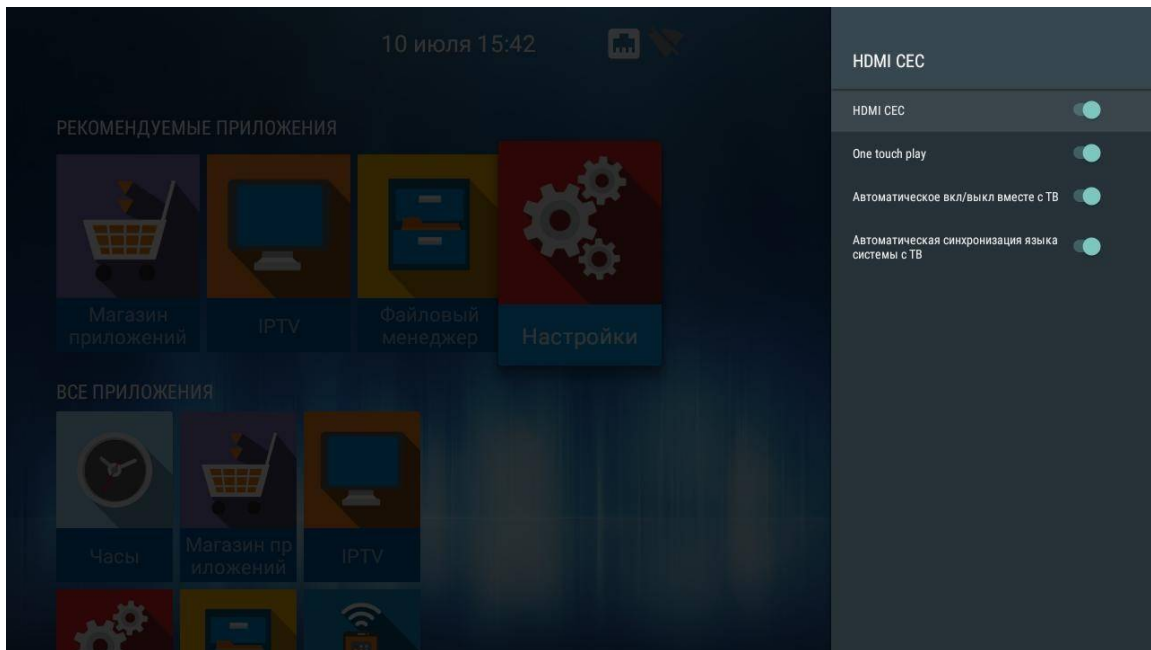 10 июля 15:42
HDMI CEC
HDMI CEC
One touch play
Автоматическое вкл/выкл вместе с ТВ
Автоматическая синхронизация языка
системы с ТВ
РЕКОМЕНДУЕМЫЕ ПРИЛОЖЕНИЯ
Магазин
приложений
IPTV
Файловый
менеджер
Настройки
ВСЕ ПРИЛОЖЕНИЯ
Часы
Магазин пр
иложений
IPTV